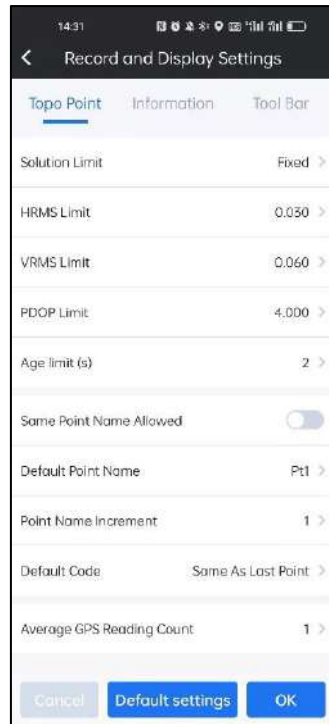 14:31
Record and Display Settings
Topo Point Information Tool Bar
Solution Limit Fixed
HRMS Limit 0.030
VRMS Limit 0.060
PDOP Limit 4.000
Age limit (s) 2
Same Point Name Allowed
Default Point Name Pt1
Point Name Increment 1
Default Code Same As Last Point
Average GPS Reading Count 1
Cancel Default settings OK